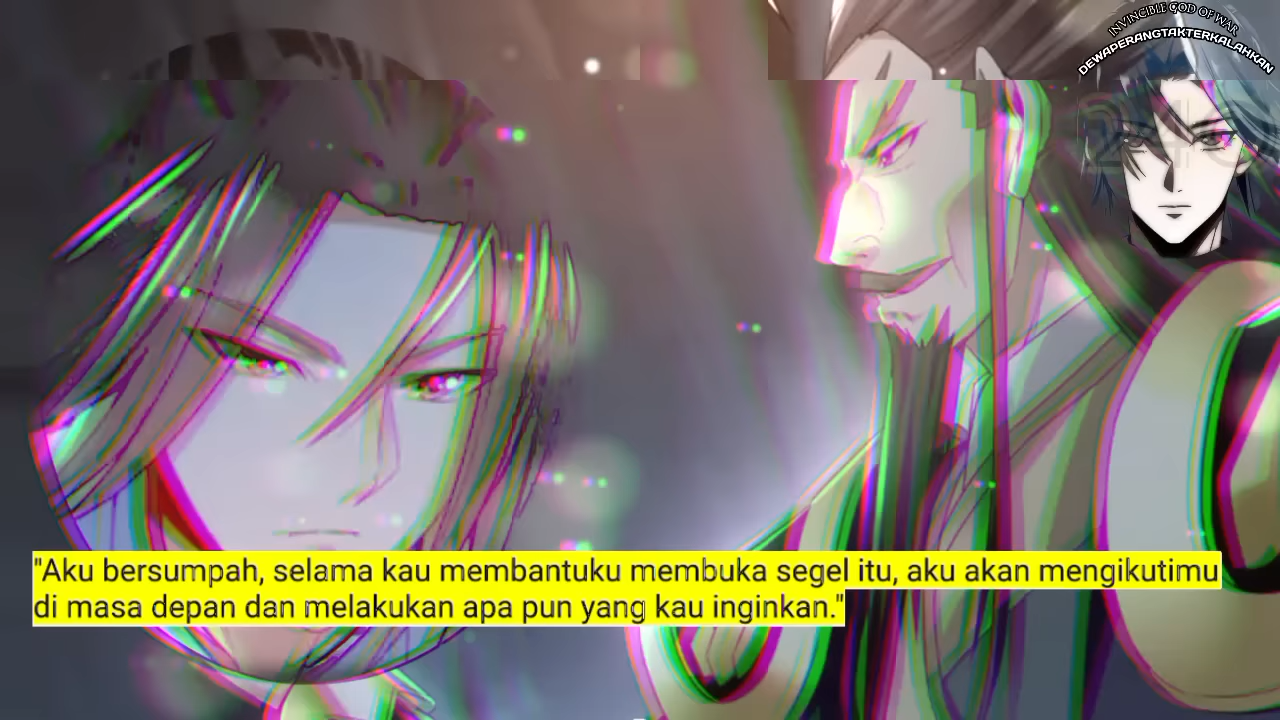 INVINCIBLE GOD OF WAR
DEWAPERANGTAKTERKALAHKAN
"Aku bersumpah, selama kau membantuku membuka segel itu, aku akan mengikutimu
di masa depan dan melakukan apa pun yang kau inginkan."